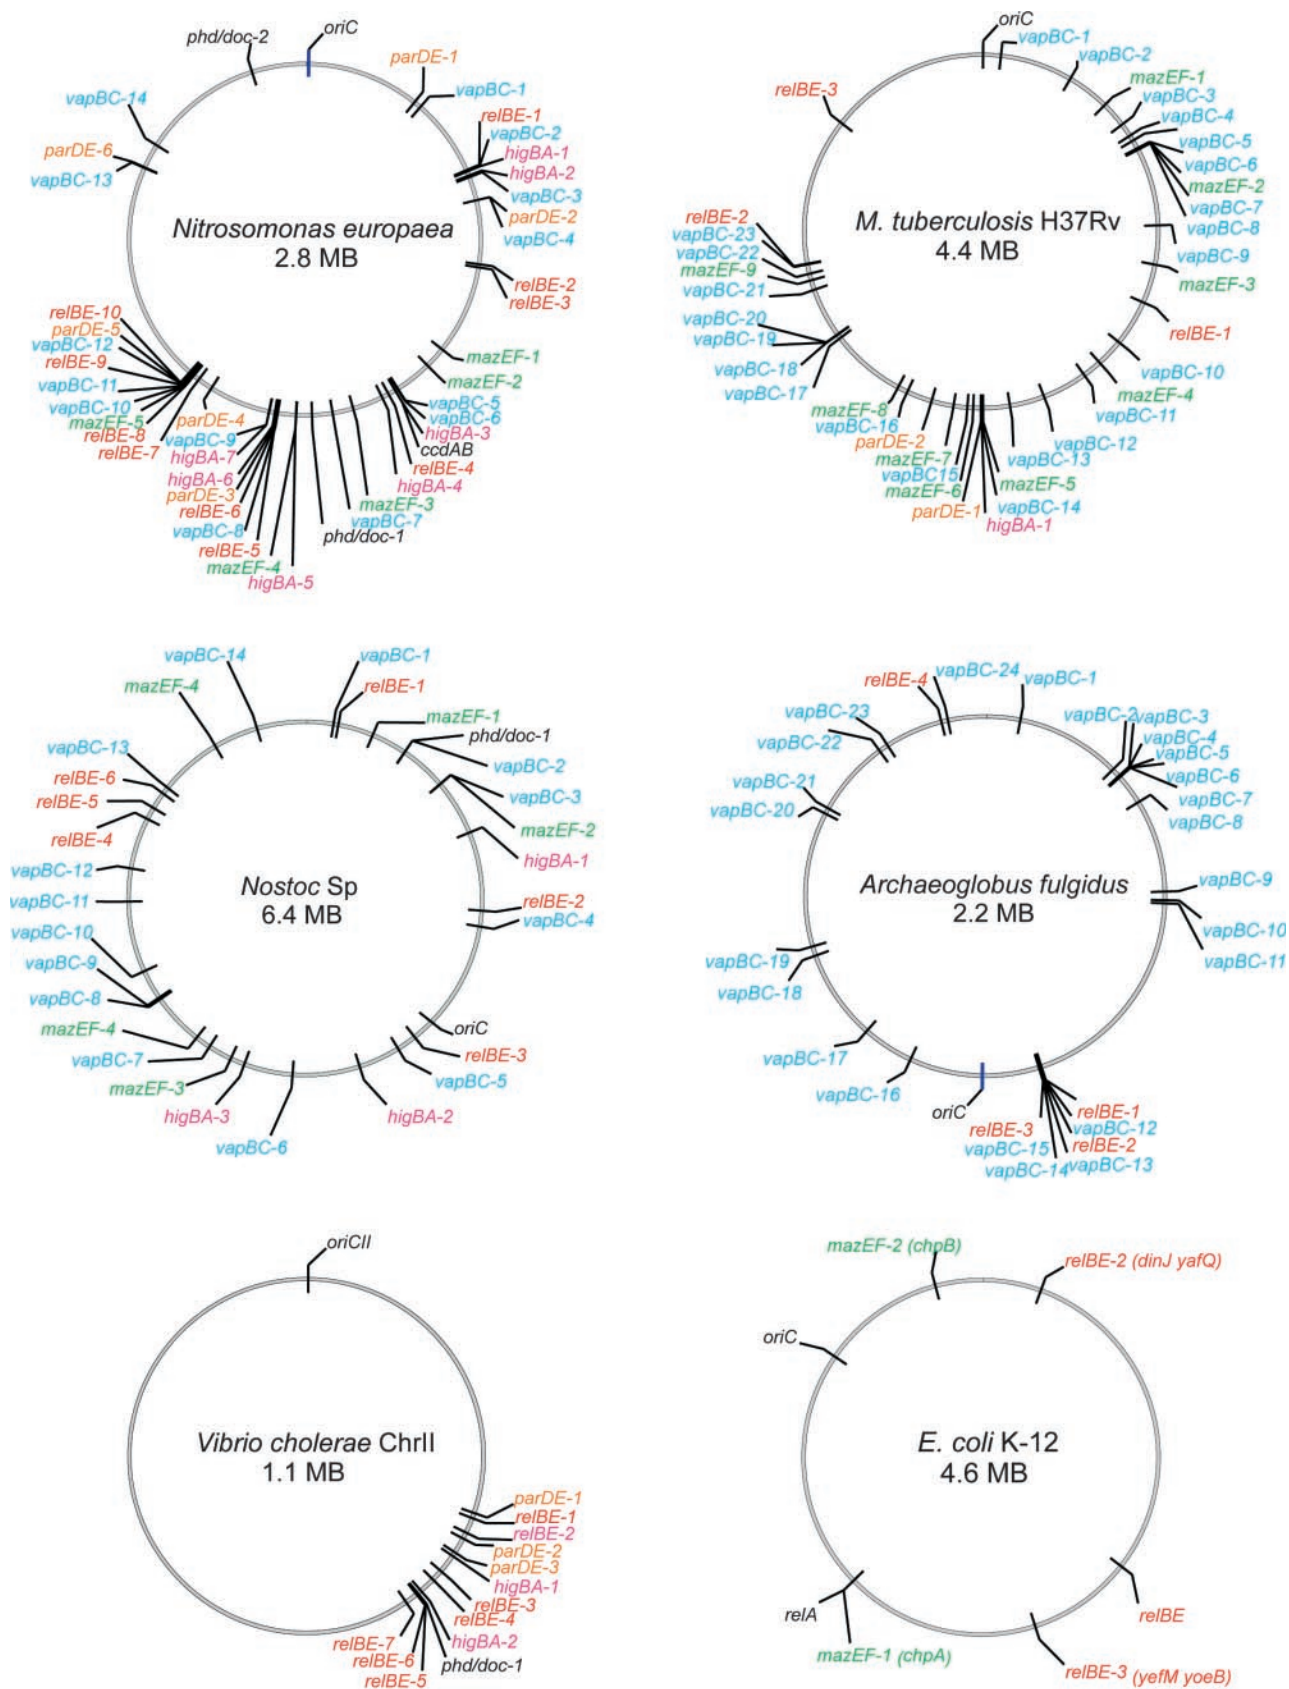 oriC
phd/doc-2
parDE-1
vapBC-1
vapBC-14
relBE-1
vapBC-2
parDE-6
higBA-1
higBA-2
vapBC-13
vapBC-3
parDE-2
vapBC-4
Nitrosomonas europaea
2.8 MB
relBE-2
relBE-3
relBE-10
parDE-5
vapBC-12
relBE-9
mazEF-1
vapBC-11
mazEF-2
vapBC-10
vapBC-5
mazEF-5
parDE-4
vapBC-6
relBE-8
vapBC-9
higBA-3
relBE-7
higBA-7
ccdAB
higBA-6
relBE-4
parDE-3
higBA-4
relBE-6
mazEF-3
vapBC-8
vapBC-7
relBE-5
phd/doc-1
mazEF-4
higBA-5
oriC
vapBC-1
vapBC-2
mazEF-1
relBE-3
vapBC-3
vapBC-4
vapBC-5
vapBC-6
mazEF-2
vapBC-7
relBE-2
vapBC-8
vapBC-23
vapBC-22
vapBC-9
mazEF-9
mazEF-3
vapBC-21
M. tuberculosis H37Rv
4.4 MB
vapBC-20
relBE-1
vapBC-19
vapBC-18
vapBC-10
vapBC-17
mazEF-4
mazEF-8
vapBC-11
vapBC-16
parDE-2
vapBC-12
mazEF-7
vapBC-13
vapBC15
mazEF-5
mazEF-6
vapBC-14
parDE-1
higBA-1
vapBC-14
vapBC-1
mazEF-4
relBE-1
mazEF-1
phd/doc-1
vapBC-13
vapBC-2
relBE-6
vapBC-3
relBE-5
mazEF-2
relBE-4
higBA-1
vapBC-12
Nostoc Sp
6.4 MB
vapBC-11
relBE-2
vapBC-4
vapBC-10
vapBC-9
vapBC-8
mazEF-4
oriC
vapBC-7
relBE-3
mazEF-3
vapBC-5
higBA-3
higBA-2
vapBC-6
vapBC-24
relBE-4
vapBC-1
vapBC-23
vapBC-2
vapBC-3
vapBC-22
vapBC-4
vapBC-5
vapBC-6
vapBC-21
vapBC-7
vapBC-20
vapBC-8
Archaeoglobus fulgidus
2.2 MB
vapBC-9
vapBC-10
vapBC-19
vapBC-11
vapBC-18
vapBC-17
vapBC-16
oriC
relBE-1
relBE-3
vapBC-12
vapBC-15
relBE-2
vapBC-14
vapBC-13
oriCII
Vibrio cholerae ChrII
1.1 MB
parDE-1
relBE-1
relBE-2
parDE-2
parDE-3
higBA-1
relBE-3
relBE-4
relBE-7
higBA-2
relBE-6
phd/doc-1
relBE-5
mazEF-2 (chpB)
relBE-2 (dinJ yafQ)
oriC
E. coli K-12
4.6 MB
relA
relBE
mazEF-1 (chpA)
relBE-3 (yefM yoeB)